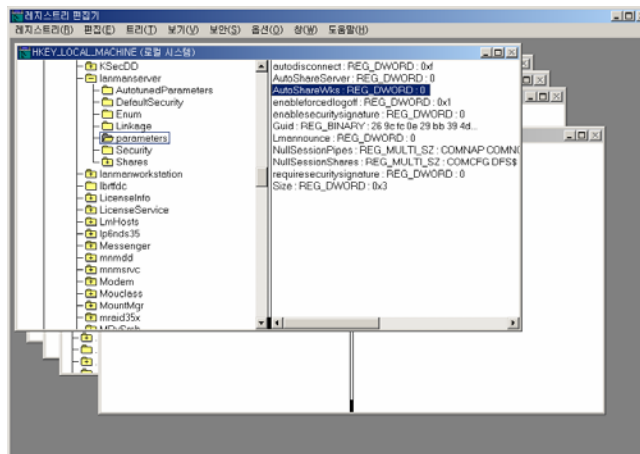 레지스트리 편집기
레지스트리(R) 편집(E) 트리(T) 보기(V) 보안(S) 옵션(O) 창(W) 도움말(H)
HKEY_LOCAL_MACHINE (로컬 시스템)
KSecDD
lanmanserver
AutotunedParameters
DefaultSecurity
Enum
Linkage
parameters
Security
Shares
lanmanworkstation
lbrtfdc
LicenseInfo
LicenseService
LmHosts
lp6nds35
Messenger
mnmdd
mnmsrvc
Modem
Mouclass
MountMgr
mraid35x
MRxSmb
autodisconnect : REG_DWORD : 0xf
AutoShareServer : REG_DWORD : 0
AutoShareWks : REG_DWORD : 0
enableforcedlogoff : REG_DWORD : 0x1
enablesecuritysignature : REG_DWORD : 0
Guid : REG_BINARY : 26 9c fc 0e 29 bb 39 4d...
Lmannounce : REG_DWORD : 0
NullSessionPipes : REG_MULTI_SZ : COMNAP COMNO
NullSessionShares : REG_MULTI_SZ : COMCFG DFS$
requiresecuritysignature : REG_DWORD : 0
Size : REG_DWORD : 0x3